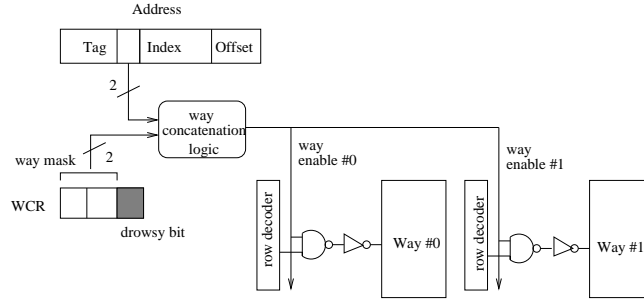 Address
Tag Index Offset
2
way
concatenation
logic
way mask
2
WCR
drowsy bit
way
enable #0
way
enable #1
row decoder
Way #0
row decoder
Way #1